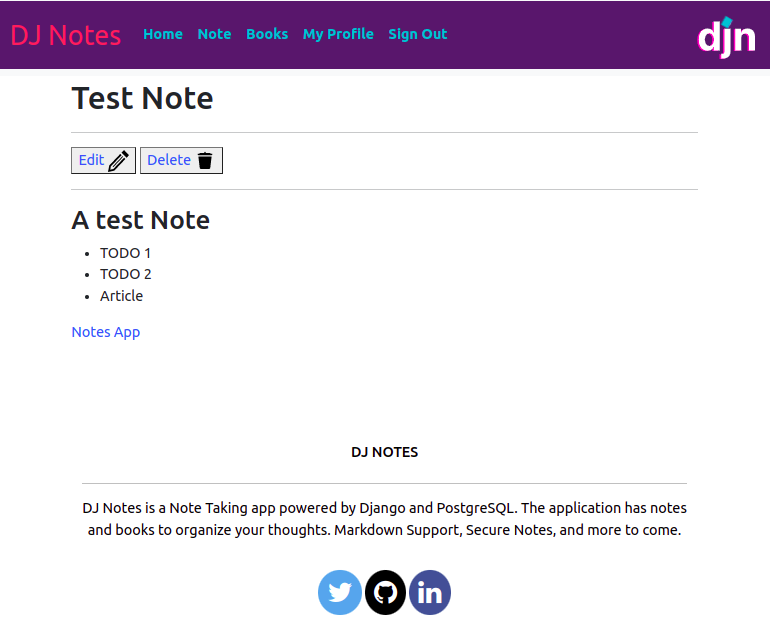 DJ Notes Home Note Books My Profile Sign Out djn
Test Note
Edit Delete
A test Note
TODO 1
TODO 2
Article
Notes App
DJ NOTES
DJ Notes is a Note Taking app powered by Django and PostgreSQL. The application has notes
and books to organize your thoughts. Markdown Support, Secure Notes, and more to come.
in